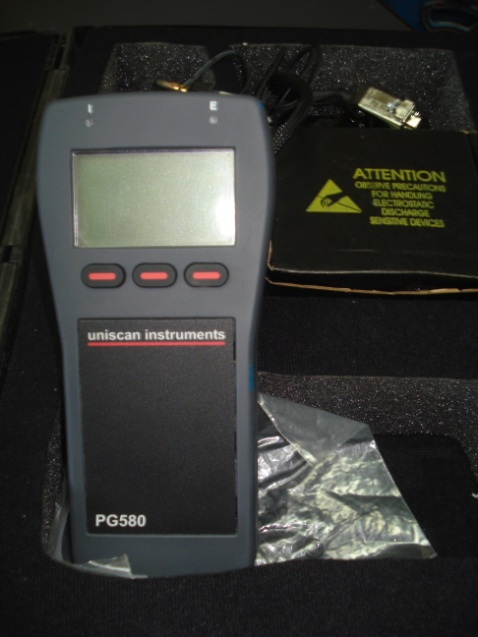 I E
ATTENTION
OBSERVE PRECAUTIONS
FOR HANDLING
ELECTROSTATIC
DISCHARGE
SENSITIVE DEVICES
uniscan instruments
PG580